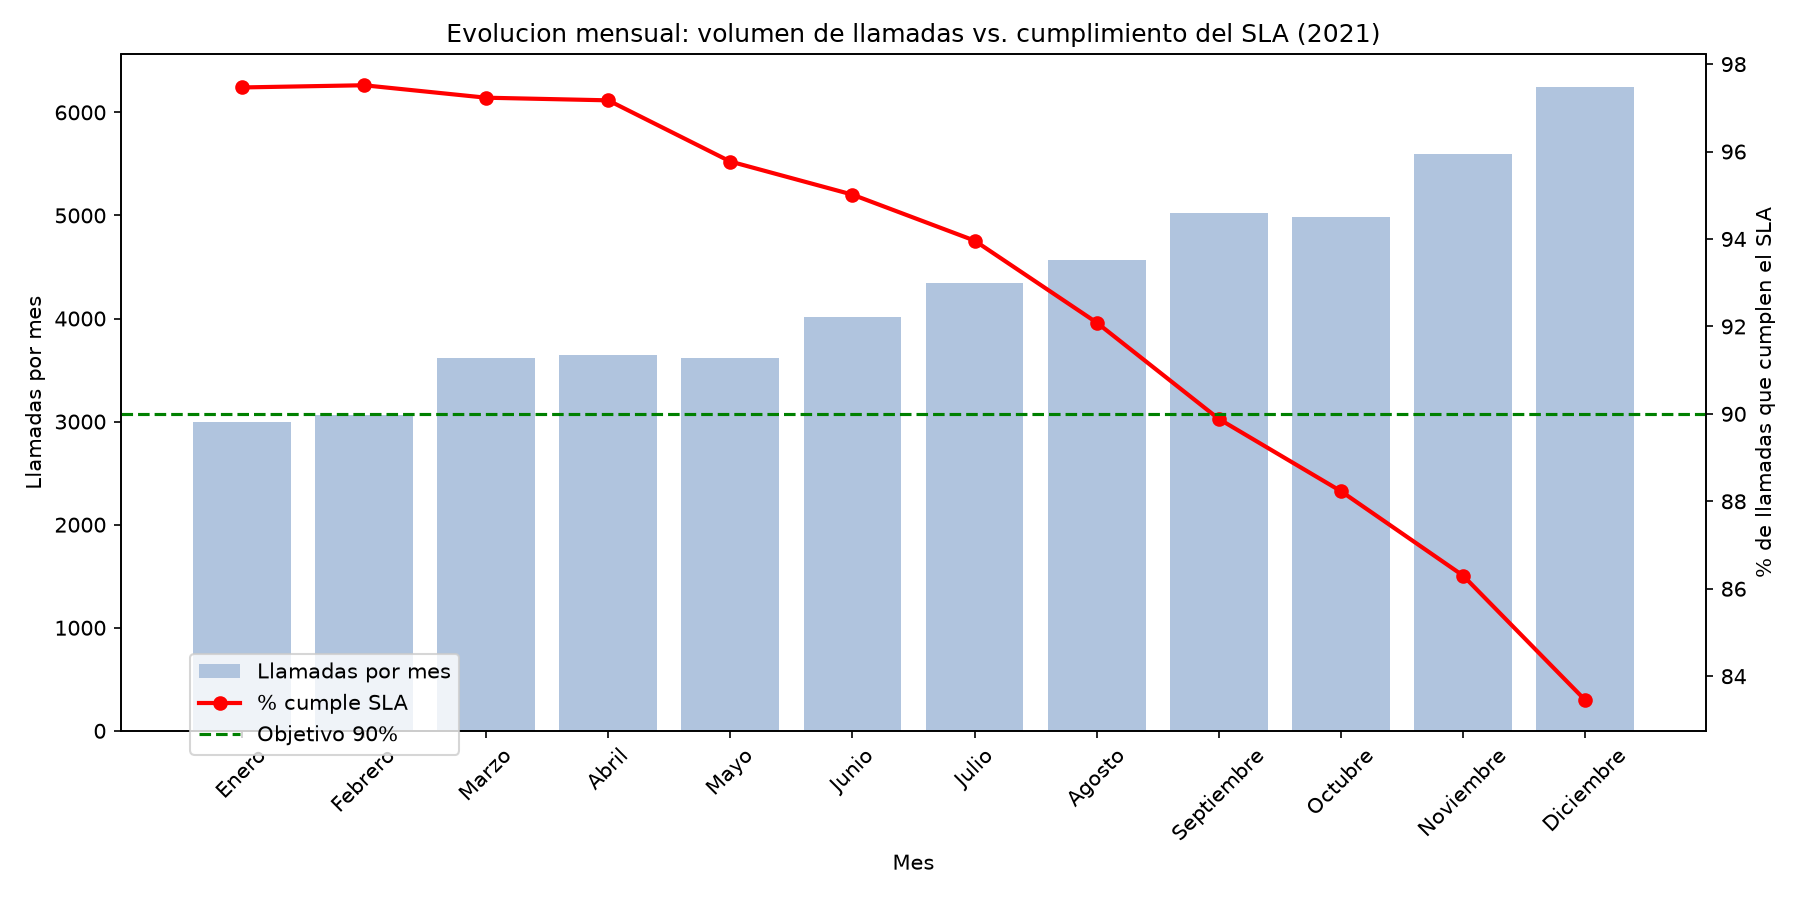 Evolucion mensual: volumen de llamadas vs. cumplimiento del SLA (2021)
Llamadas por mes
6000
5000
4000
3000
2000
1000
0
98
96
94
92
90
88
86
84
% de llamadas que cumplen el SLA
Llamadas por mes
% cumple SLA
Objetivo 90%
Enero
Febrero
Marzo
Abril
Mayo
Junio
Julio
Agosto
Septiembre
Octubre
Noviembre
Diciembre
Mes